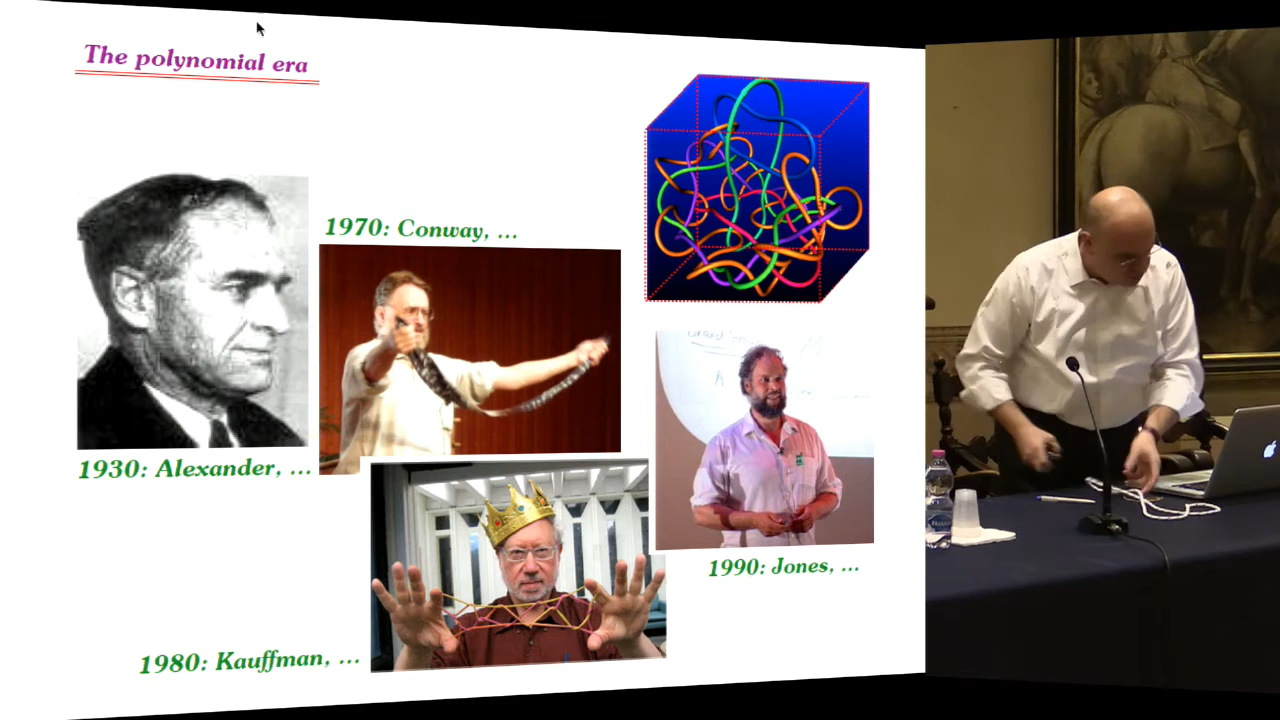 The polynomial era
1970: Conway, ...
1930: Alexander, ...
1990: Jones, ...
1980: Kauffman, ...